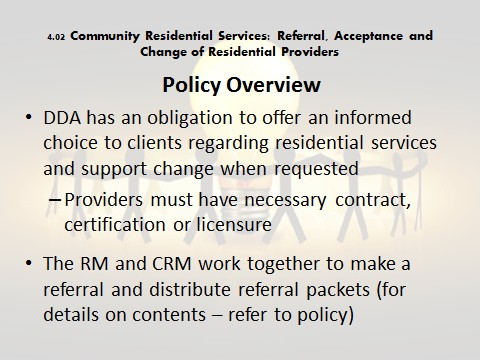 4.02 Community Residential Services: Referral, Acceptance and
Change of Residential Providers
Policy Overview
• DDA has an obligation to offer an informed
choice to clients regarding residential services
and support change when requested
– Providers must have necessary contract,
certification or licensure
• The RM and CRM work together to make a
referral and distribute referral packets (for
details on contents – refer to policy)